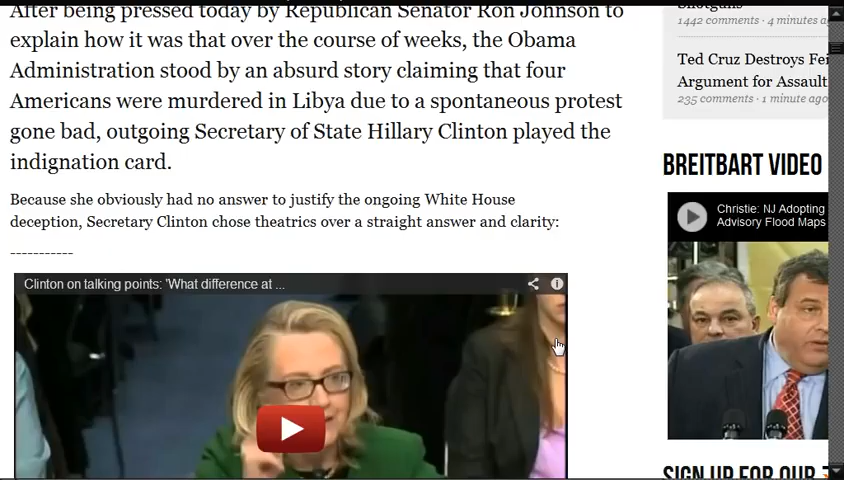 After being pressed today by Republican Senator Ron Johnson to
explain how it was that over the course of weeks, the Obama
Administration stood by an absurd story claiming that four
Americans were murdered in Libya due to a spontaneous protest
gone bad, outgoing Secretary of State Hillary Clinton played the
indignation card.
Because she obviously had no answer to justify the ongoing White House
deception, Secretary Clinton chose theatrics over a straight answer and clarity:
-----------
Clinton on talking points: 'What difference at ...
Shotguns
1442 comments · 4 minutes
Ted Cruz Destroys
Argument for Assault
235 comments · 1 minute ago
BREITBART VIDEO
Christie: NJ Adopting
Advisory Flood Maps
SIGN UP FOR OUR